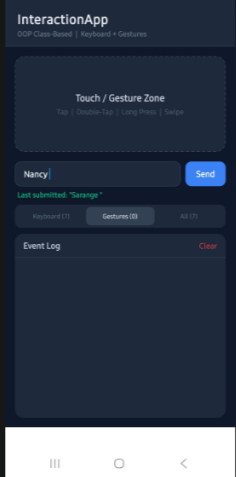 InteractionApp
OOP Class-Based | Keyboard + Gestures
Touch / Gesture Zone
Tap | Double-Tap | Long Press | Swipe
Nancy
Send
Last submitted: "Sarange "
Keyboard (7)
Gestures (0)
All (7)
Event Log
Clear